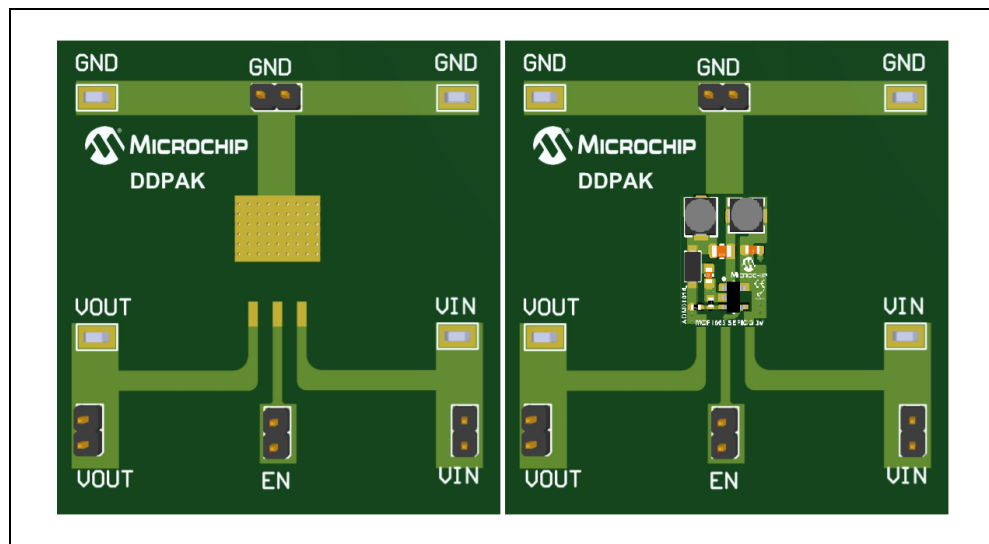 GND GND GND
MICROCHIP
DDPAK
VOUT VIN
VOUT EN VIN
GND GND GND
MICROCHIP
DDPAK
MICROCHIP
VOUT VIN
VOUT EN VIN